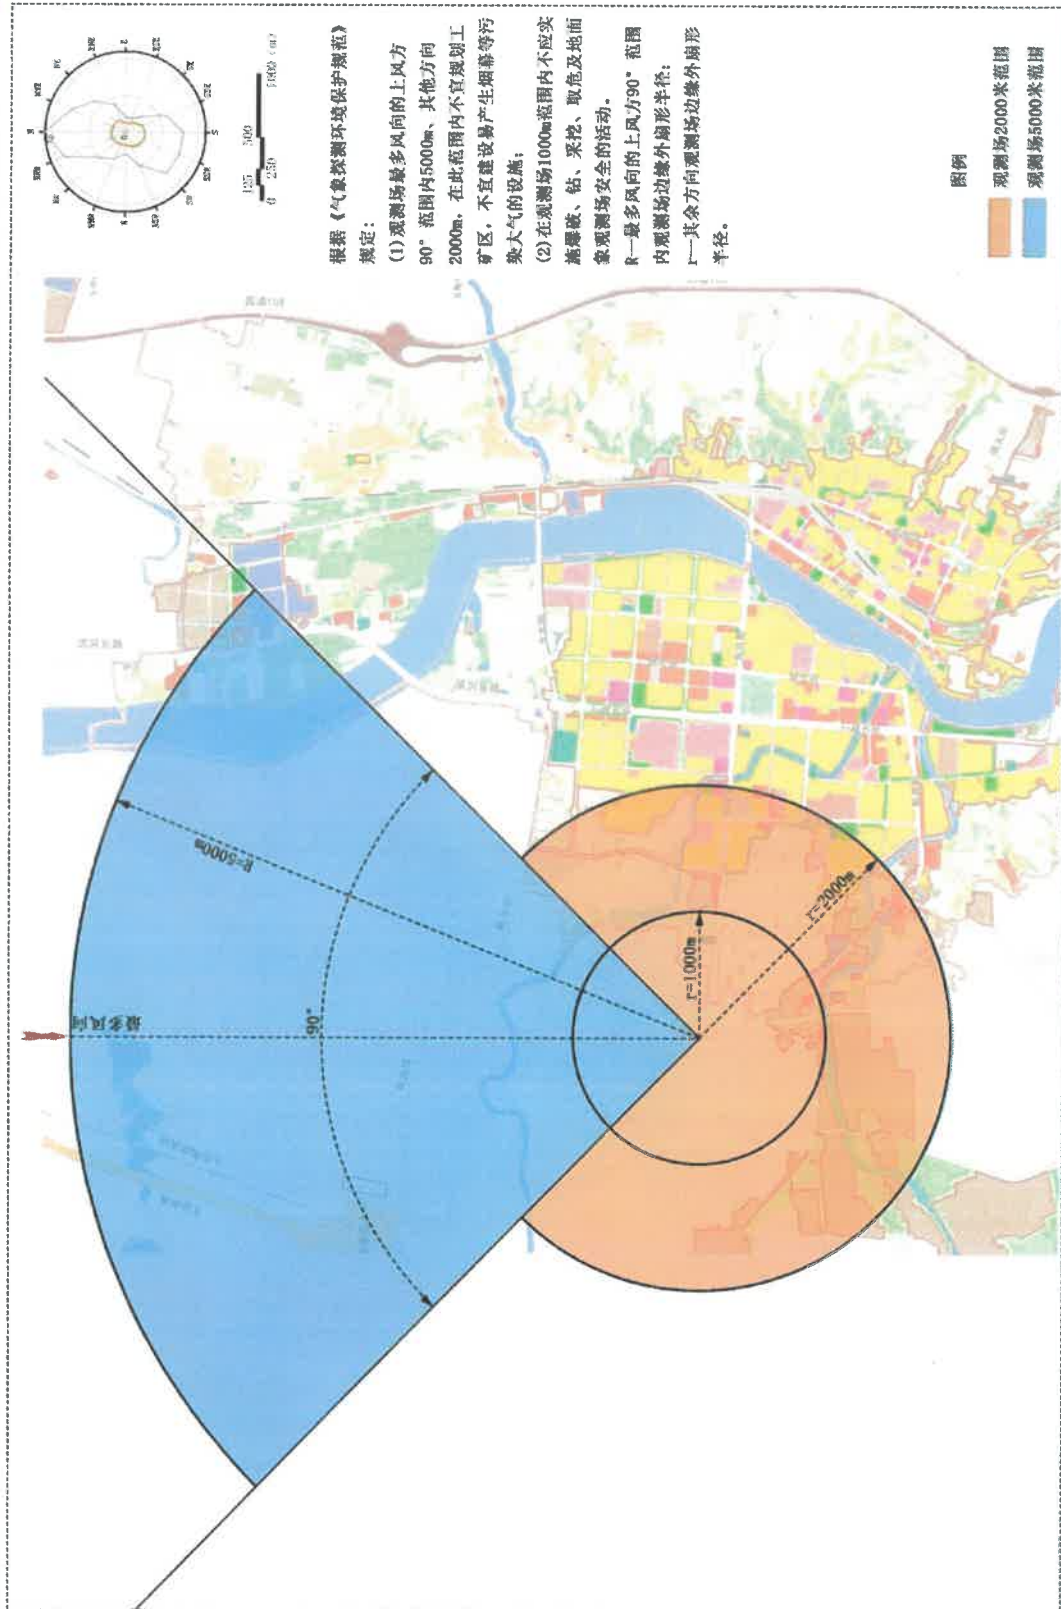 根据《气象探测环境保护规范》
规定：
(1)观测场最多风向的上风方
90°范围内5000m、其他方向
2000m，在此范围内不宜规划工
矿区，不宜建设易产生烟幕等污
染大气的设施；
(2)在观测场1000m范围内不应实
施爆破、钻、采挖、取危及地面
象观测场安全的活动。
R—最多风向的上风方90°范围
内观测场边缘外扇形半径；
r—其余方向观测场边缘外扇形
半径。
图例
观测场2000米范围
观测场5000米范围
最多风向
R=5000m
90°
r=1000m
r=2000m
N
S
0
125
250
500